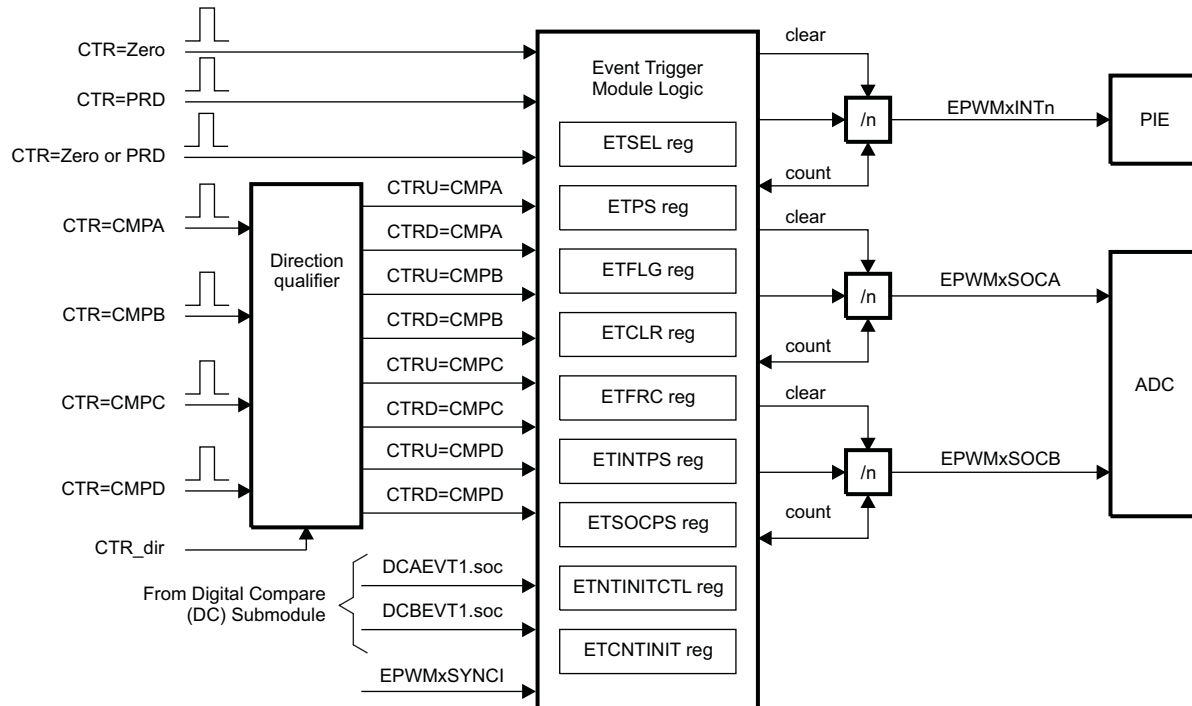 CTR=Zero
CTR=PRD
CTR=Zero or PRD
CTR=CMPA
CTR=CMPB
CTR=CMPC
CTR=CMPD
CTR_dir
Direction
qualifier
CTRU=CMPA
CTRD=CMPA
CTRU=CMPB
CTRD=CMPB
CTRU=CMPC
CTRD=CMPC
CTRU=CMPD
CTRD=CMPD
From Digital Compare
(DC) Submodule
DCAEVT1.soc
DCBEVT1.soc
EPWMxSYNCI
Event Trigger
Module Logic
ETSEL reg
ETPS reg
ETFLG reg
ETCLR reg
ETFRC reg
ETINTPS reg
ETSOCPS reg
ETNTINITCTL reg
ETCNTINIT reg
clear
/n
count
EPWMxINTn
PIE
clear
/n
count
EPWMxSOCA
clear
/n
count
EPWMxSOCB
ADC